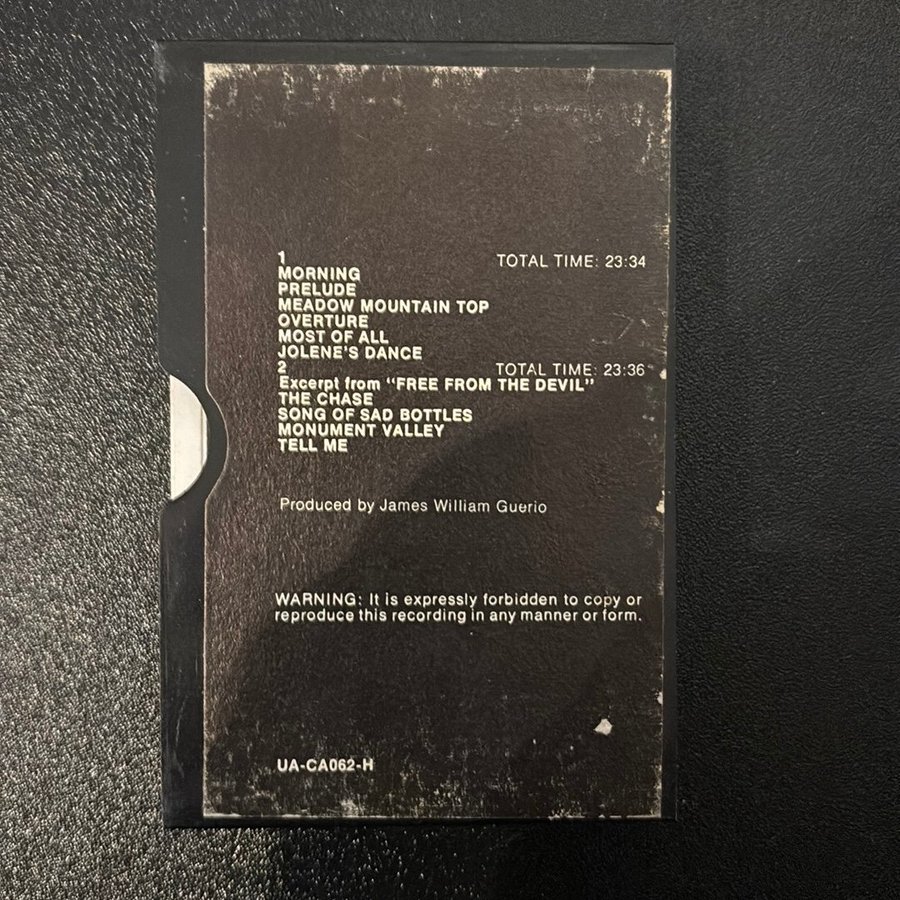 1 TOTAL TIME: 23:34
MORNING
PRELUDE
MEADOW MOUNTAIN TOP
OVERTURE
MOST OF ALL
JOLENE'S DANCE
2 TOTAL TIME: 23:36
Excerpt from "FREE FROM THE DEVIL"
THE CHASE
SONG OF SAD BOTTLES
MONUMENT VALLEY
TELL ME
Produced by James William Guerio
WARNING: It is expressly forbidden to copy or
reproduce this recording in any manner or form.
UA-CA062-H